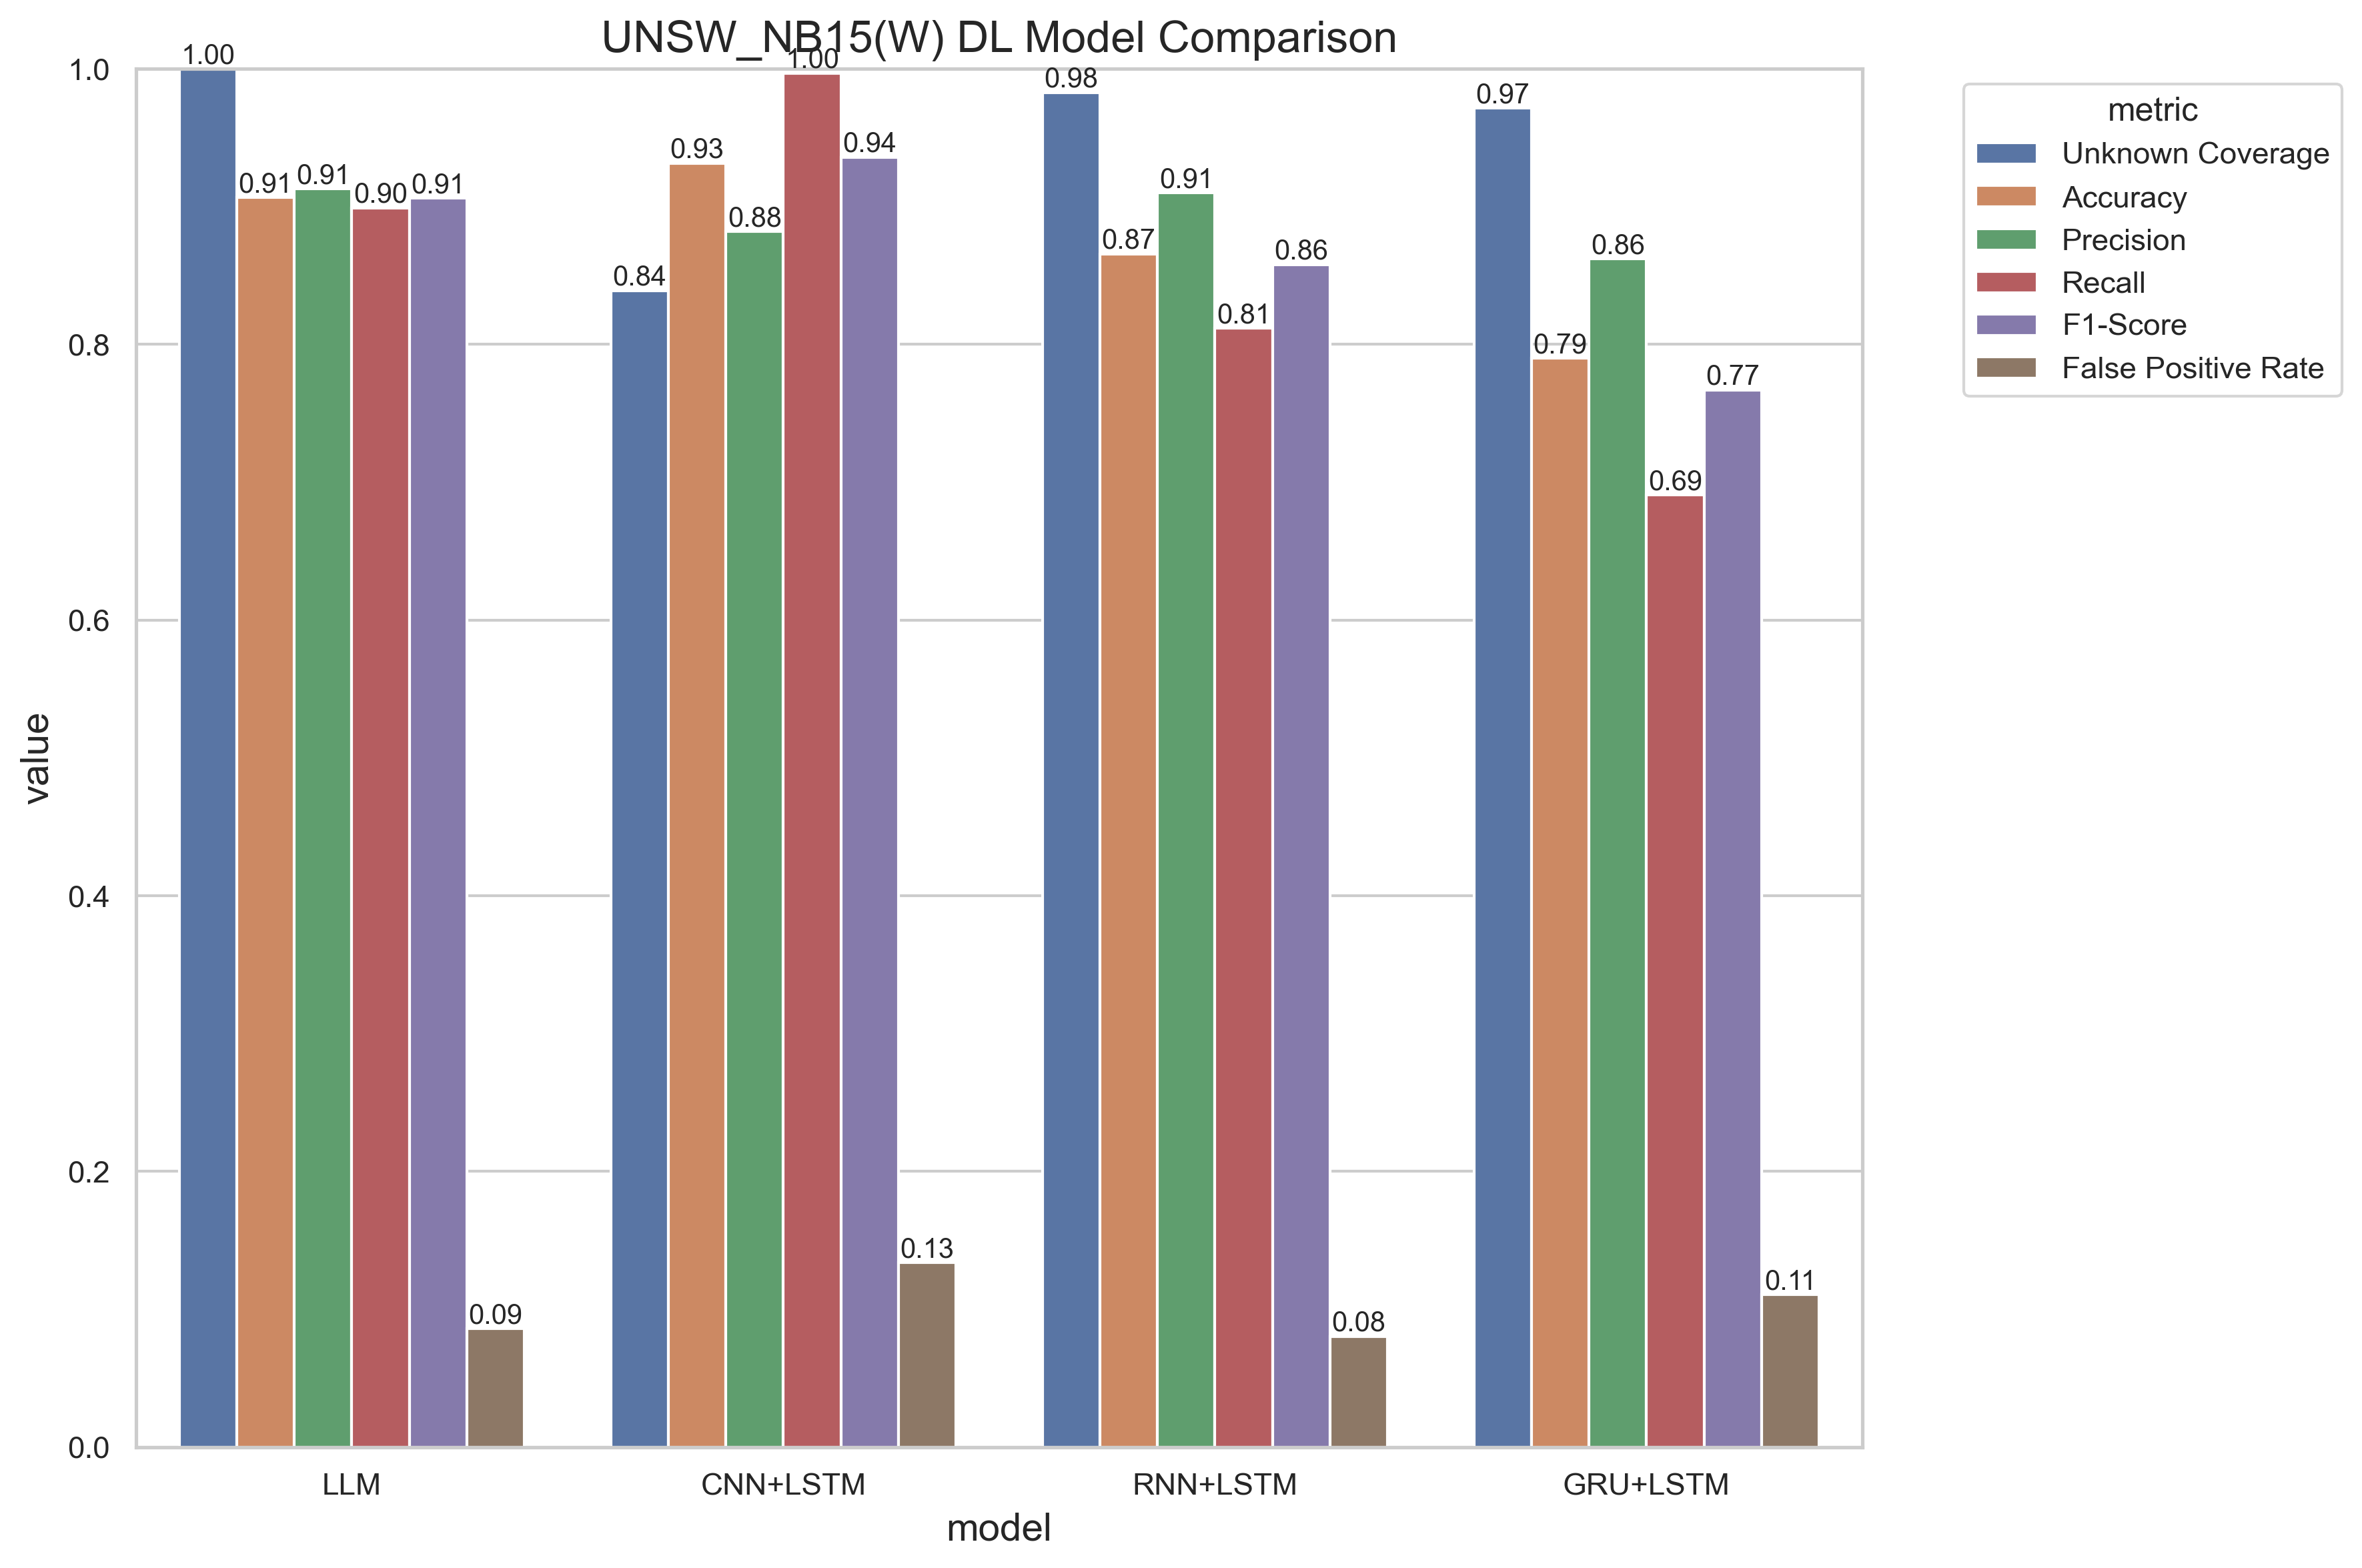 UNSW_NB15(W) DL Model Comparison
1.00
0.91
0.91
0.90
0.91
0.09
0.84
0.93
0.88
1.00
0.94
0.13
0.98
0.87
0.91
0.81
0.86
0.08
0.97
0.79
0.86
0.69
0.77
0.11
1.0
0.8
0.6
0.4
0.2
0.0
value
LLM
CNN+LSTM
RNN+LSTM
GRU+LSTM
model
metric
Unknown Coverage
Accuracy
Precision
Recall
F1-Score
False Positive Rate